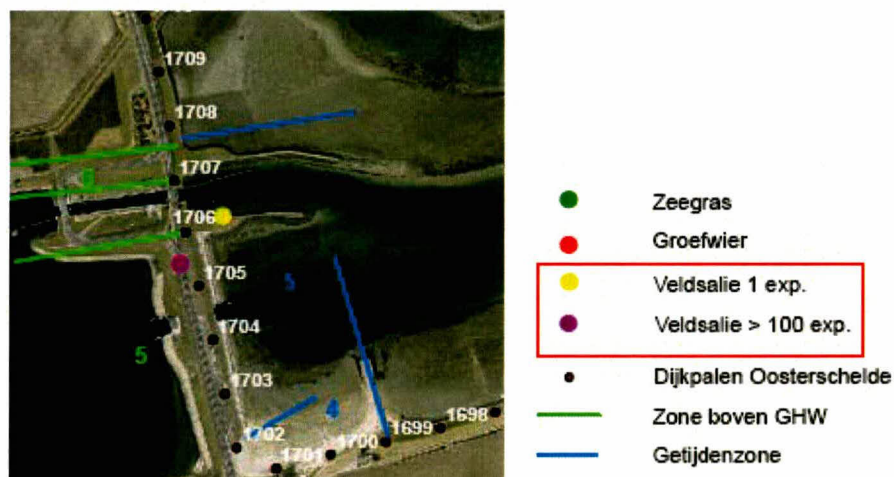 1709
1708
1707
1706
1705
5
1704
5
1703
4
1702
1699
1698
1701
1700
Zeegras
Groefwier
Veldsalie 1 exp.
Veldsalie > 100 exp.
Dijkpalen Oosterschelde
Zone boven GHW
Getijdenzone